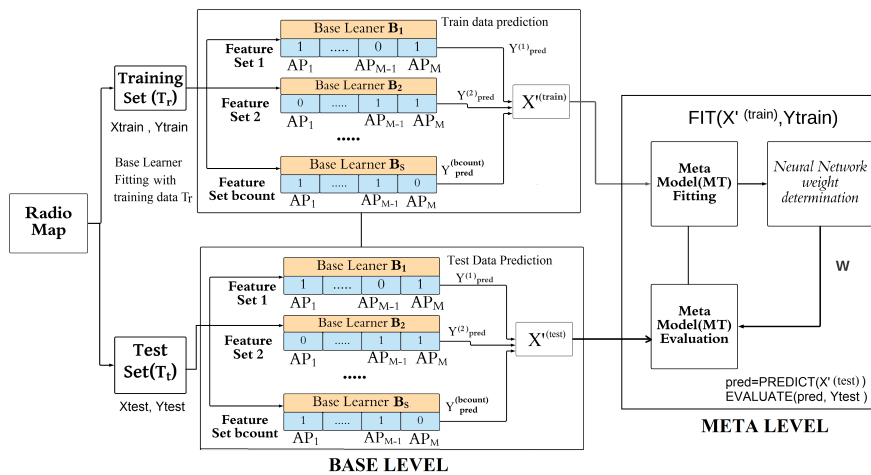 Radio
Map
Training
Set (Tr)
Xtrain , Ytrain
Base Learner
Fitting with
training data Tr
Test
Set(Tt)
Xtest, Ytest
Train data prediction
Base Leaner B1
Feature
Set 1
1 ..... 0 1
AP1 APM-1 APM
Y(1)pred
Base Leaner B2
Feature
Set 2
0 ..... 1 1
AP1 APM-1 APM
Y(2)pred
.....
Base Leaner BS
Feature
Set bcount
1 ..... 1 0
AP1 APM-1 APM
Y(bcount)pred
X'(train)
Test Data Prediction
Base Leaner B1
Feature
Set 1
1 ..... 0 1
AP1 APM-1 APM
Y(1)pred
Base Leaner B2
Feature
Set 2
0 ..... 1 1
AP1 APM-1 APM
Y(2)pred
.....
Base Leaner BS
Feature
Set bcount
1 ..... 1 0
AP1 APM-1 APM
Y(bcount)pred
X'(test)
BASE LEVEL
FIT(X' (train),Ytrain)
Meta
Model(MT)
Fitting
Neural Network
weight
determination
W
Meta
Model(MT)
Evaluation
pred=PREDICT(X' (test) )
EVALUATE(pred, Ytest )
META LEVEL